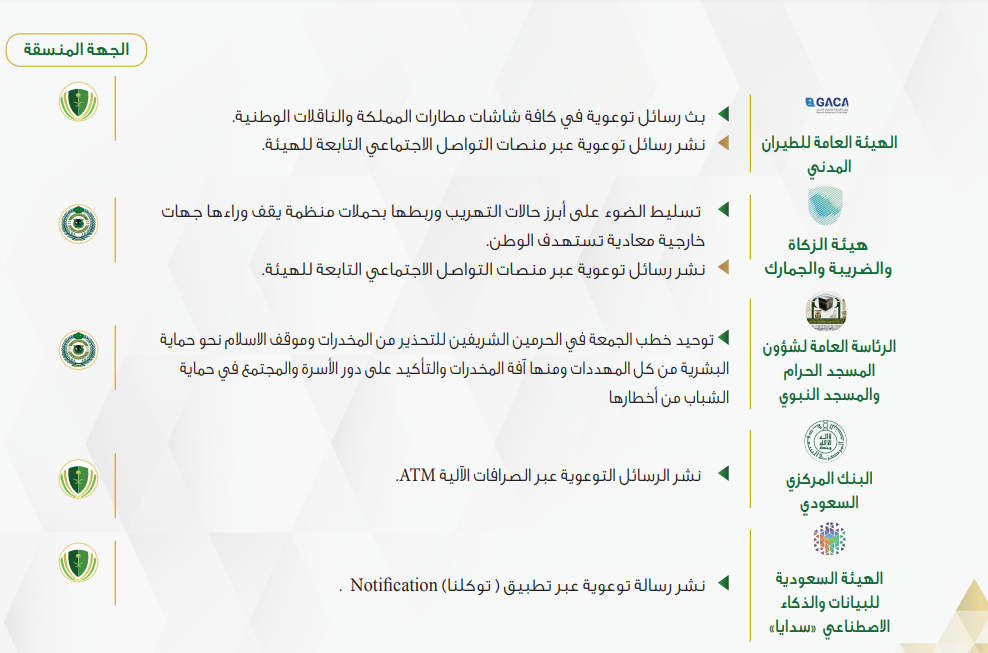 الجهة المنسقة
GACA
الهيئة العامة للطيران
المدني
بث رسائل توعوية في كافة شاشات مطارات المملكة والناقلات الوطنية.
نشر رسائل توعوية عبر منصات التواصل الاجتماعي التابعة للهيئة.
هيئة الزكاة
والضريبة والجمارك
تسليط الضوء على أبرز حالات التهريب وربطها بحملات منظمة يقف وراءها جهات
خارجية معادية تستهدف الوطن.
نشر رسائل توعوية عبر منصات التواصل الاجتماعي التابعة للهيئة.
الرئاسة العامة لشؤون
المسجد الحرام
والمسجد النبوي
توحيد خطب الجمعة في الحرمين الشريفين للتحذير من المخدرات وموقف الاسلام نحو حماية
البشرية من كل المهددات ومنها آفة المخدرات والتأكيد على دور الأسرة والمجتمع في حماية
الشباب من أخطارها
البنك المركزي
السعودي
نشر الرسائل التوعوية عبر الصرافات الآلية ATM.
الهيئة السعودية
للبيانات والذكاء
الاصطناعي «سدايا»
نشر رسالة توعوية عبر تطبيق ( توكلنا) Notification .